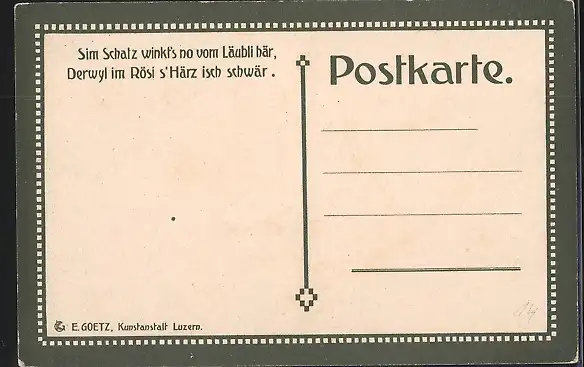 Sim Schatz winkt's no vom Läubli här,
Derwyl im Rösi s'Härz isch schwär.
Postkarte.
E. GOETZ, Kunstanstalt Luzern.